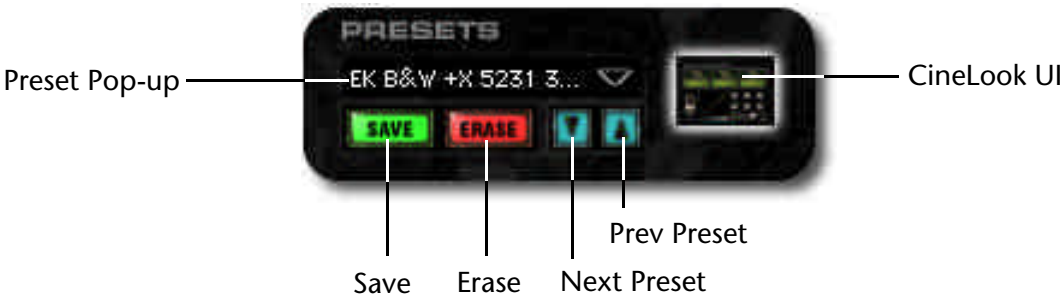 PRESETS
Preset Pop-up
EK B&W +X 5231 3...
CineLook UI
SAVE
ERASE
Prev Preset
Save
Erase
Next Preset